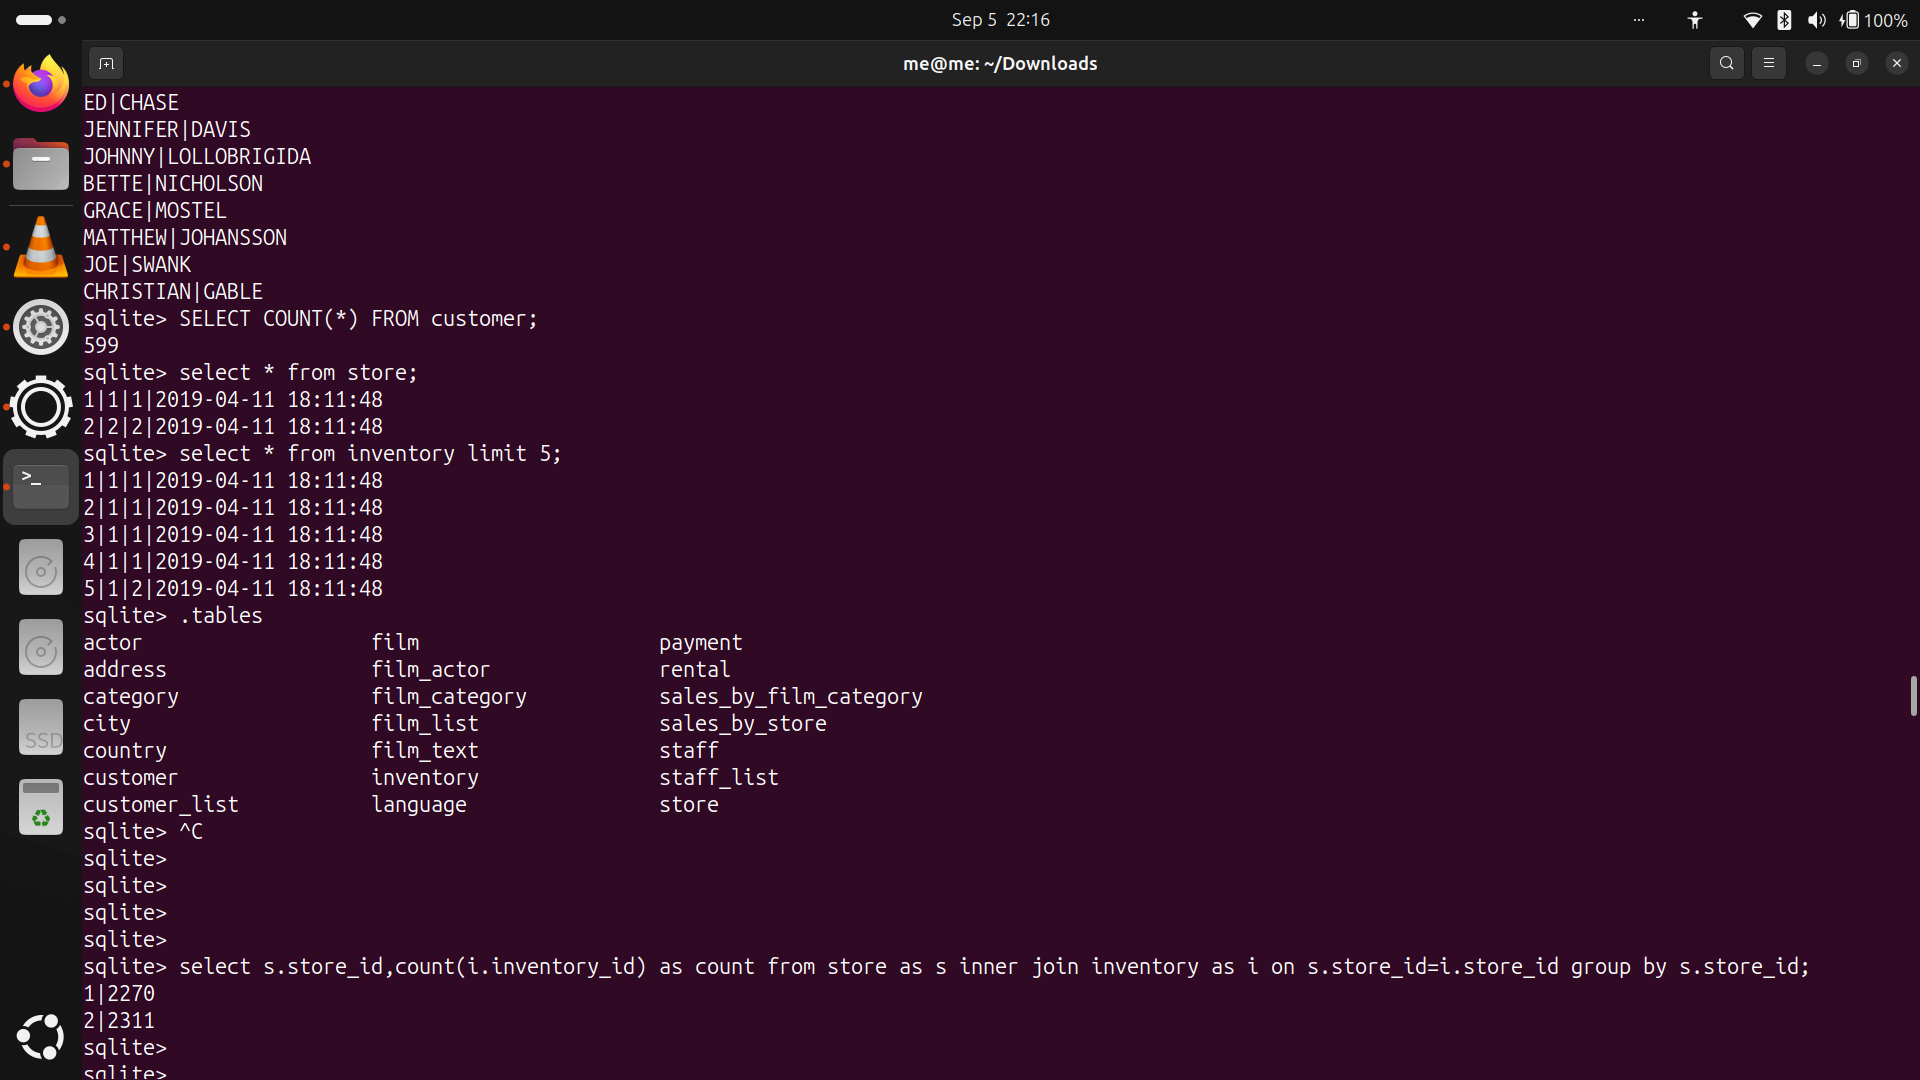 Sep 5 22:16
100%
me@me: ~/Downloads
ED|CHASE
JENNIFER|DAVIS
JOHNNY|LOLLOBRIGIDA
BETTE|NICHOLSON
GRACE|MOSTEL
MATTHEW|JOHANSSON
JOE|SWANK
CHRISTIAN|GABLE
sqlite> SELECT COUNT(*) FROM customer;
599
sqlite> select * from store;
1|1|1|2019-04-11 18:11:48
2|2|2|2019-04-11 18:11:48
sqlite> select * from inventory limit 5;
1|1|1|2019-04-11 18:11:48
2|1|1|2019-04-11 18:11:48
3|1|1|2019-04-11 18:11:48
4|1|1|2019-04-11 18:11:48
5|1|2|2019-04-11 18:11:48
sqlite> .tables
actor film payment
address film_actor rental
category film_category sales_by_film_category
city film_list sales_by_store
country film_text staff
customer inventory staff_list
customer_list language store
sqlite> ^C
sqlite>
sqlite>
sqlite>
sqlite>
sqlite> select s.store_id,count(i.inventory_id) as count from store as s inner join inventory as i on s.store_id=i.store_id group by s.store_id;
1|2270
2|2311
sqlite>
sqlite>
>_
SSD